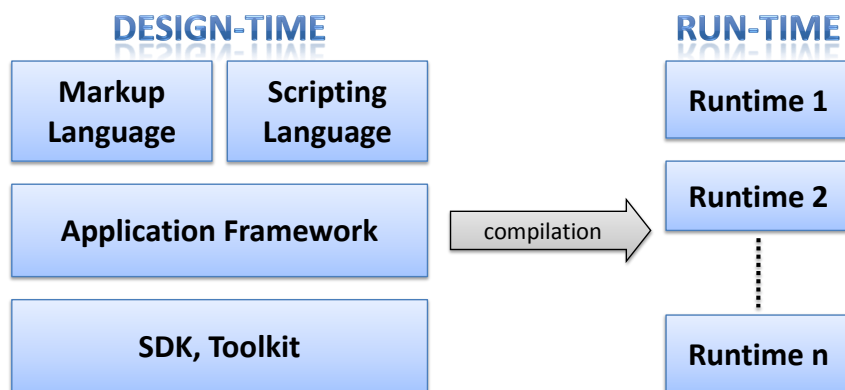 DESIGN-TIME
RUN-TIME
Markup
Language
Scripting
Language
Runtime 1
Runtime 2
Application Framework
compilation
SDK, Toolkit
Runtime n